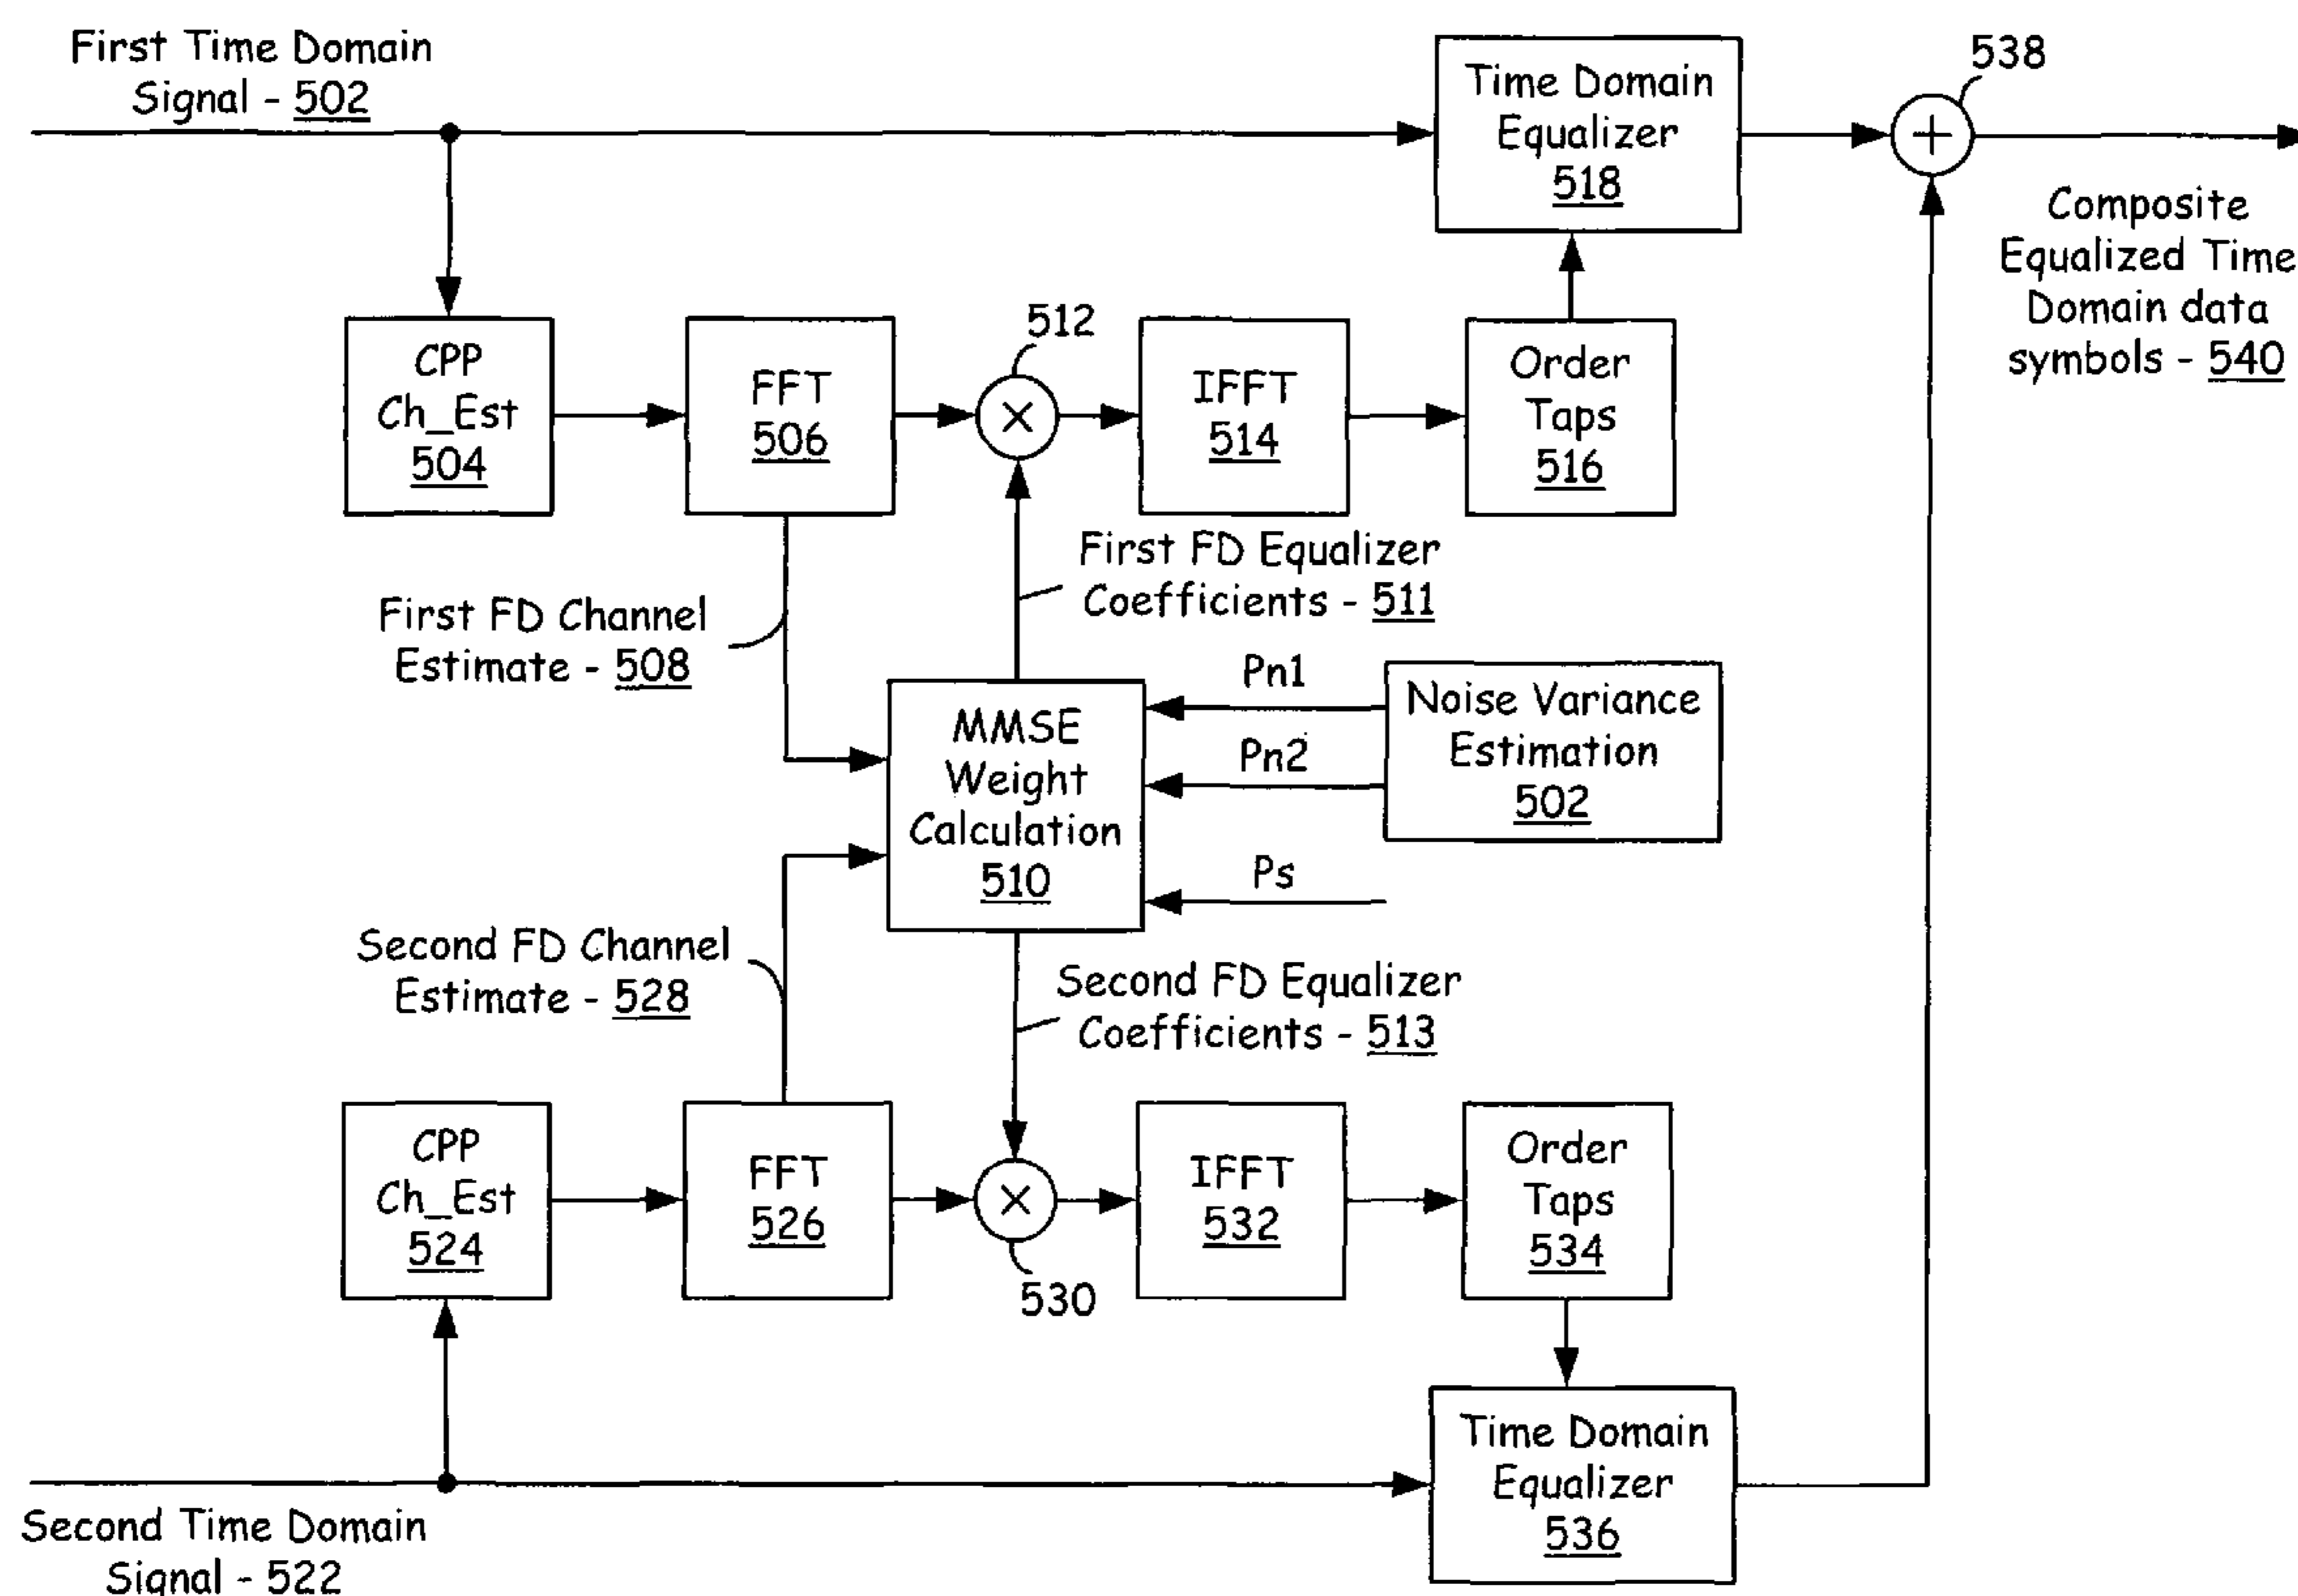 First Time Domain
Signal - 502
Time Domain
Equalizer
518
538
+
Composite
Equalized Time
Domain data
symbols - 540
CPP
Ch_Est
504
FFT
506
512
×
IFFT
514
Order
Taps
516
First FD Equalizer
Coefficients - 511
First FD Channel
Estimate - 508
MMSE
Weight
Calculation
510
Pn1
Pn2
Ps
Noise Variance
Estimation
502
Second FD Channel
Estimate - 528
Second FD Equalizer
Coefficients - 513
CPP
Ch_Est
524
FFT
526
×
530
IFFT
532
Order
Taps
534
Time Domain
Equalizer
536
Second Time Domain
Signal - 522